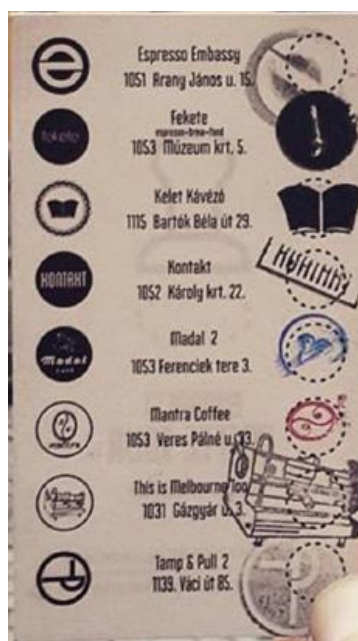 Espresso Embassy
1051 Arany János u. 15.
fekete
Fekete
espresso-brew-food
1053 Múzeum krt. 5.
Kelet Kávézó
1115 Bartók Béla út 29.
KONTAKT
Kontakt
1052 Károly krt. 22.
KONTAKT
Madal
Madal 2
1053 Ferenciek tere 3.
Mantra Coffee
1053 Veres Pálné u. 33.
This is Melbourne Too
1031 Gázgyár u. 3.
Tamp & Pull 2
1139. Váci út 85.